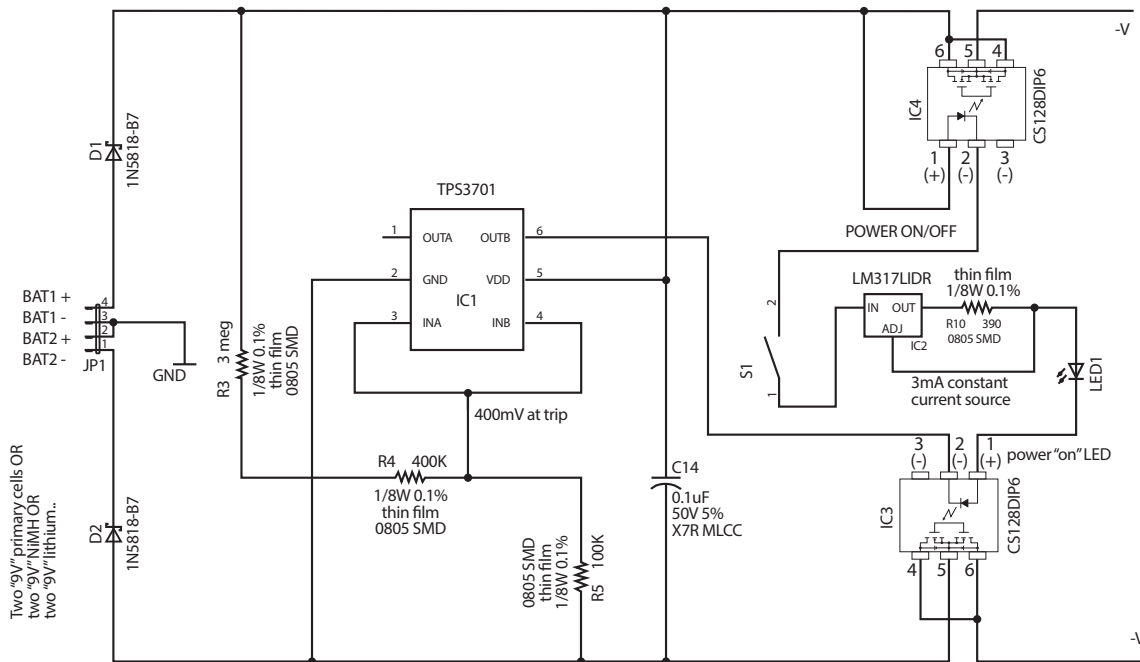 -V
6 5 4
IC4
CS128DIP6
1 2 3
(+) (-) (-)
D1
1N5818-B7
TPS3701
1 OUTA OUTB 6
2 GND VDD 5
IC1
3 INA INB 4
POWER ON/OFF
BAT1 +
BAT1 -
BAT2 +
BAT2 -
4
3
2
1
JP1
GND
R3 3 meg
1/8W 0.1%
thin film
0805 SMD
400mV at trip
2
S1
1
LM317LIDR
IN OUT
ADJ
IC2
thin film
1/8W 0.1%
R10 390
0805 SMD
3mA constant
current source
LED1
power "on" LED
R4 400K
1/8W 0.1%
thin film
0805 SMD
C14
0.1uF
50V 5%
X7R MLCC
3 2 1
(-) (-) (+)
IC3
CS128DIP6
4 5 6
Two "9V" primary cells OR
two "9V" NiMH OR
two "9V" lithium..
D2
1N5818-B7
0805 SMD
thin film
1/8W 0.1%
R5 100K
-V